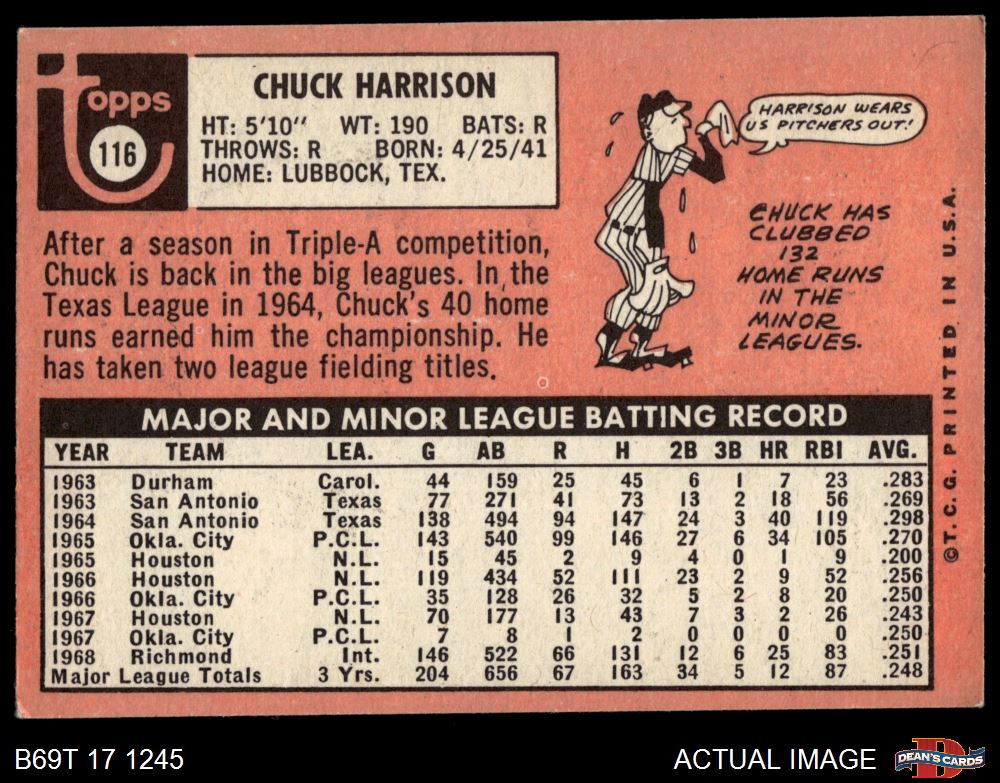 Topps
116
CHUCK HARRISON
HT: 5'10" WT: 190 BATS: R
THROWS: R BORN: 4/25/41
HOME: LUBBOCK, TEX.
HARRISON WEARS
US PITCHERS OUT!
CHUCK HAS
CLUBBED
132
HOME RUNS
IN THE
MINOR
LEAGUES.
After a season in Triple-A competition,
Chuck is back in the big leagues. In the
Texas League in 1964, Chuck's 40 home
runs earned him the championship. He
has taken two league fielding titles.
MAJOR AND MINOR LEAGUE BATTING RECORD
YEAR TEAM LEA. G AB R H 2B 3B HR RBI AVG.
1963 Durham Carol. 44 159 25 45 6 1 7 23 .283
1963 San Antonio Texas 77 271 41 73 13 2 18 56 .269
1964 San Antonio Texas 138 494 94 147 24 3 40 119 .298
1965 Okla. City P.C.L. 143 540 99 146 27 6 34 105 .270
1965 Houston N.L. 15 45 2 9 4 0 1 9 .200
1966 Houston N.L. 119 434 52 111 23 2 9 52 .256
1966 Okla. City P.C.L. 35 128 26 32 5 2 8 20 .250
1967 Houston N.L. 70 177 13 43 7 3 2 26 .243
1967 Okla. City P.C.L. 7 8 1 2 0 0 0 0 .250
1968 Richmond Int. 146 522 66 131 12 6 25 83 .251
Major League Totals 3 Yrs. 204 656 67 163 34 5 12 87 .248
©T.C.G. PRINTED IN U.S.A.
B69T 17 1245
ACTUAL IMAGE
D
DEAN'S CARDS